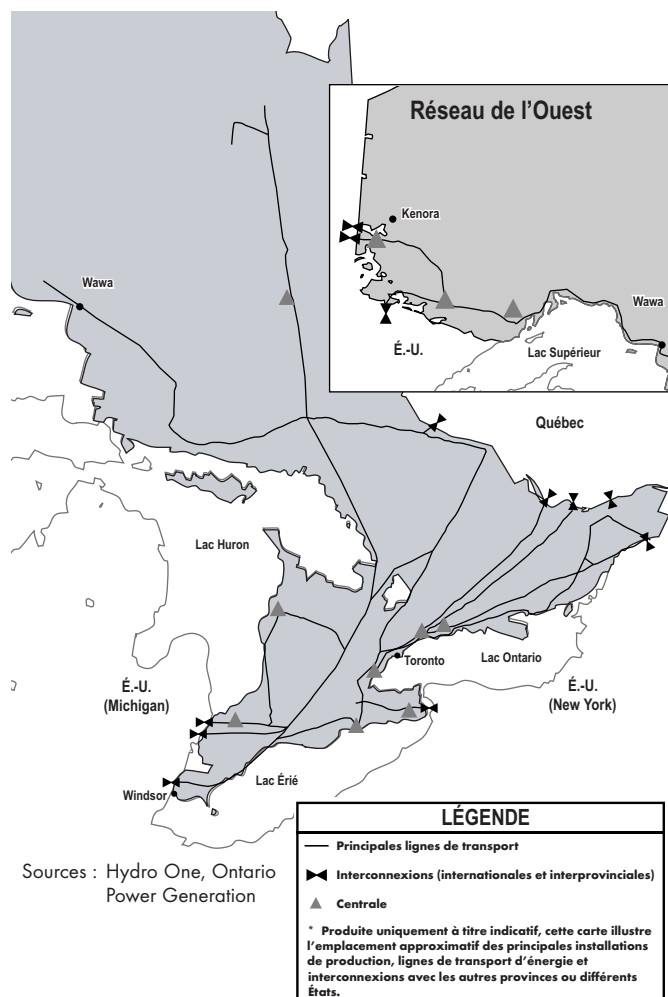 Réseau de l'Ouest
Kenora
Wawa
É.-U.
Lac Supérieur
Wawa
Québec
Lac Huron
Toronto
Lac Ontario
É.-U.
(Michigan)
É.-U.
(New York)
Lac Érié
Windsor
Sources : Hydro One, Ontario
Power Generation
LÉGENDE
Principales lignes de transport
Interconnexions (internationales et interprovinciales)
Centrale
* Produite uniquement à titre indicatif, cette carte illustre
l'emplacement approximatif des principales installations
de production, lignes de transport d'énergie et
interconnexions avec les autres provinces ou différents
États.